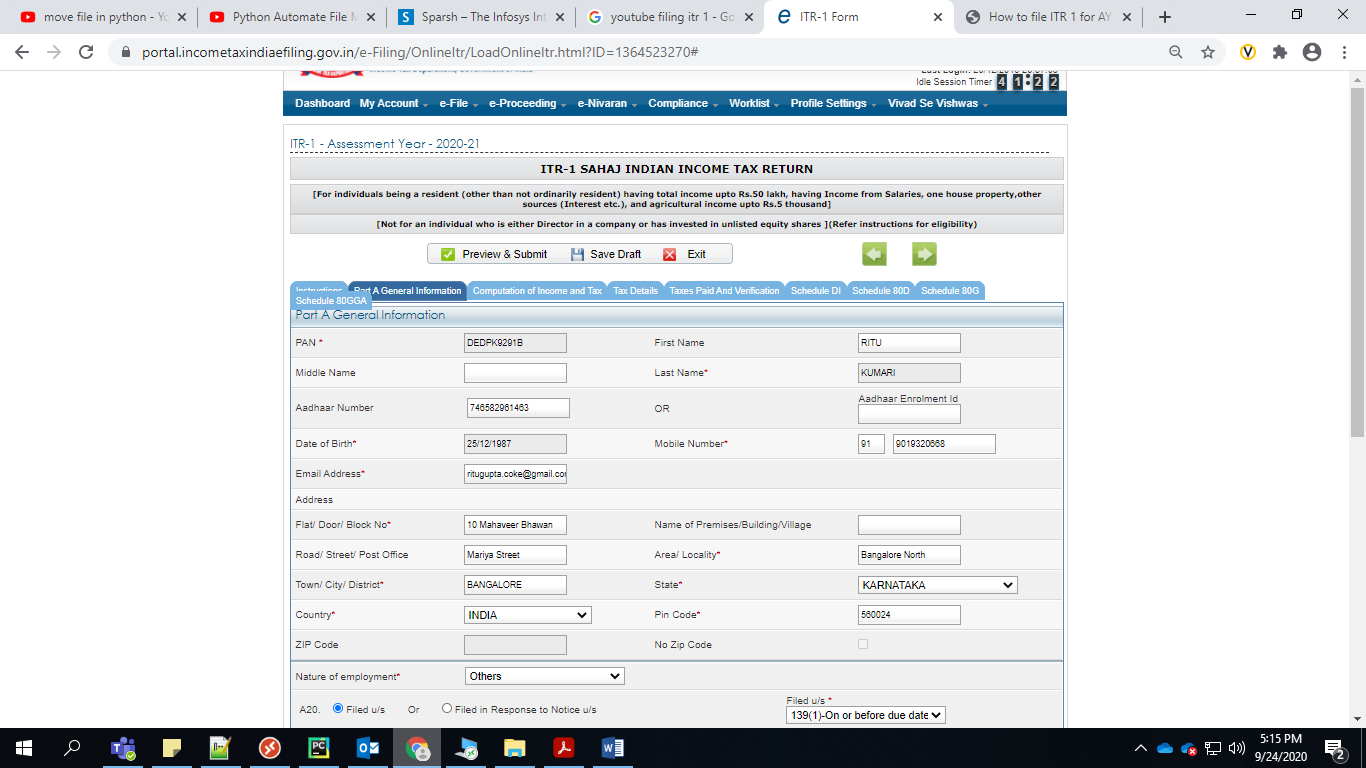 move file in python - Yo
Python Automate File M
Sparsh – The Infosys Int
youtube filing itr 1 - Go
ITR-1 Form
How to file ITR 1 for AY
portal.incometaxindiaefiling.gov.in/e-Filing/OnlineItr/LoadOnlineItr.html?ID=1364523270#
Idle Session Timer 4 1 : 2 2
Dashboard My Account e-File e-Proceeding e-Nivaran Compliance Worklist Profile Settings Vivad Se Vishwas
ITR-1 - Assessment Year - 2020-21
ITR-1 SAHAJ INDIAN INCOME TAX RETURN
[For individuals being a resident (other than not ordinarily resident) having total income upto Rs.50 lakh, having Income from Salaries, one house property,other
sources (Interest etc.), and agricultural income upto Rs.5 thousand]
[Not for an individual who is either Director in a company or has invested in unlisted equity shares ](Refer instructions for eligibility)
Preview & Submit Save Draft Exit
Instructions Part A General Information Computation of Income and Tax Tax Details Taxes Paid And Verification Schedule DI Schedule 80D Schedule 80G
Schedule 80GGA
Part A General Information
PAN * DEDPK9291B First Name RITU
Middle Name Last Name* KUMARI
Aadhaar Number 746582961463 OR Aadhaar Enrolment Id
Date of Birth* 25/12/1987 Mobile Number* 91 9019320668
Email Address* ritugupta.coke@gmail.com
Address
Flat/ Door/ Block No* 10 Mahaveer Bhawan Name of Premises/Building/Village
Road/ Street/ Post Office Mariya Street Area/ Locality* Bangalore North
Town/ City/ District* BANGALORE State* KARNATAKA
Country* INDIA Pin Code* 560024
ZIP Code No Zip Code
Nature of employment* Others
A20. Filed u/s Or Filed in Response to Notice u/s Filed u/s *
139(1)-On or before due date
5:15 PM
9/24/2020
2